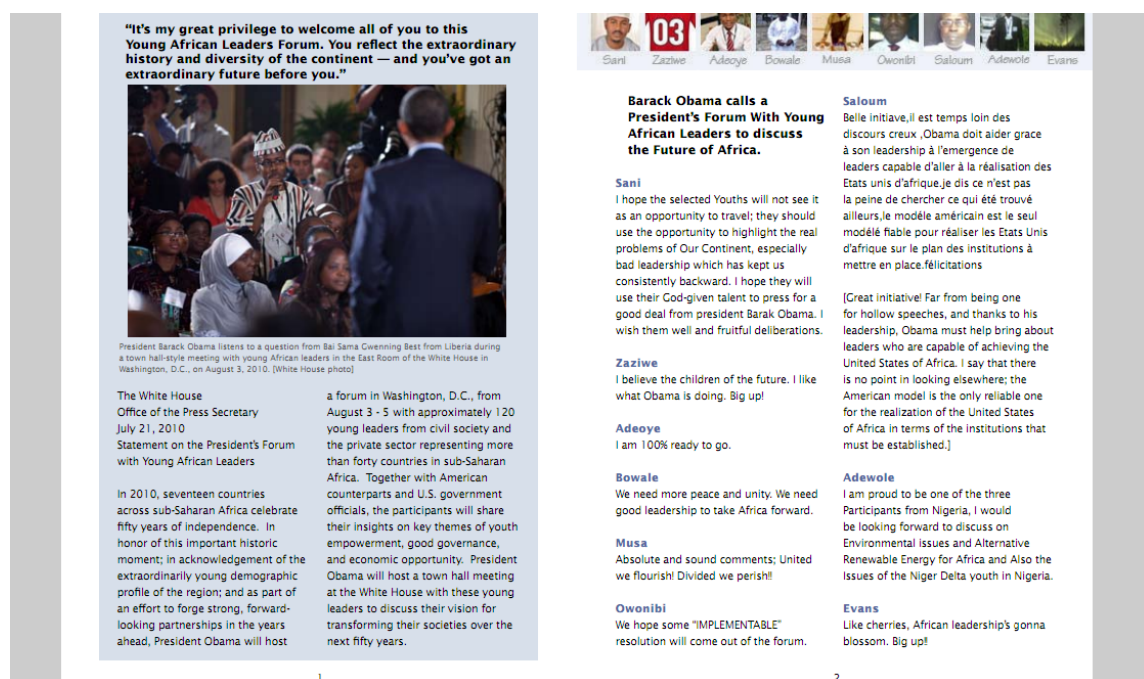 “It’s my great privilege to welcome all of you to this
Young African Leaders Forum. You reflect the extraordinary
history and diversity of the continent — and you’ve got an
extraordinary future before you.”
President Barack Obama listens to a question from Bai Sama Gwenning Best from Liberia during
a town hall-style meeting with young African leaders in the East Room of the White House in
Washington, D.C., on August 3, 2010. [White House photo]
The White House
Office of the Press Secretary
July 21, 2010
Statement on the President’s Forum
with Young African Leaders
In 2010, seventeen countries
across sub-Saharan Africa celebrate
fifty years of independence.  In
honor of this important historic
moment; in acknowledgement of the
extraordinarily young demographic
profile of the region; and as part of
an effort to forge strong, forward-
looking partnerships in the years
ahead, President Obama will host
a forum in Washington, D.C., from
August 3 - 5 with approximately 120
young leaders from civil society and
the private sector representing more
than forty countries in sub-Saharan
Africa.  Together with American
counterparts and U.S. government
officials, the participants will share
their insights on key themes of youth
empowerment, good governance,
and economic opportunity.  President
Obama will host a town hall meeting
at the White House with these young
leaders to discuss their vision for
transforming their societies over the
next fifty years.
1
03
Sani Zaziwe Adeoye Bowale Musa Owonibi Saloum Adewole Evans
Barack Obama calls a
President’s Forum With Young
African Leaders to discuss
the Future of Africa.
Sani
I hope the selected Youths will not see it
as an opportunity to travel; they should
use the opportunity to highlight the real
problems of Our Continent, especially
bad leadership which has kept us
consistently backward. I hope they will
use their God-given talent to press for a
good deal from president Barak Obama. I
wish them well and fruitful deliberations.
Zaziwe
I believe the children of the future. I like
what Obama is doing. Big up!
Adeoye
I am 100% ready to go.
Bowale
We need more peace and unity. We need
good leadership to take Africa forward.
Musa
Absolute and sound comments; United
we flourish! Divided we perish!!
Owonibi
We hope some “IMPLEMENTABLE”
resolution will come out of the forum.
Saloum
Belle initiave,il est temps loin des
discours creux ,Obama doit aider grace
à son leadership à l’emergence de
leaders capable d’aller à la réalisation des
Etats unis d’afrique.je dis ce n’est pas
la peine de chercher ce qui été trouvé
ailleurs,le modéle américain est le seul
modélé fiable pour réaliser les Etats Unis
d’afrique sur le plan des institutions à
mettre en place.félicitations
[Great initiative! Far from being one
for hollow speeches, and thanks to his
leadership, Obama must help bring about
leaders who are capable of achieving the
United States of Africa. I say that there
is no point in looking elsewhere; the
American model is the only reliable one
for the realization of the United States
of Africa in terms of the institutions that
must be established.]
Adewole
I am proud to be one of the three
Participants from Nigeria, I would
be looking forward to discuss on
Environmental issues and Alternative
Renewable Energy for Africa and Also the
Issues of the Niger Delta youth in Nigeria.
Evans
Like cherries, African leadership’s gonna
blossom. Big up!!
2